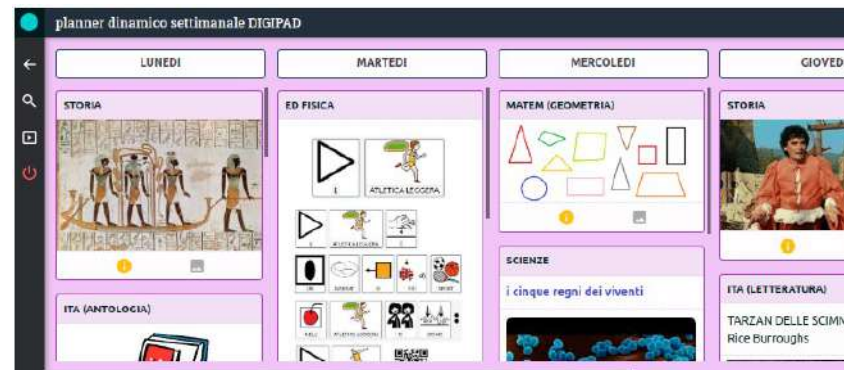 planner dinamico settimanale DIGIPAD
LUNEDI
STORIA
ITA (ANTOLOGIA)
MARTEDI
ED FISICA
ATLETICA LEGGERA
MERCOLEDI
MATEM (GEOMETRIA)
SCIENZE
i cinque regni dei viventi
GIOVED
STORIA
ITA (LETTERATURA)
TARZAN DELLE SCIMM
Rice Burroughs